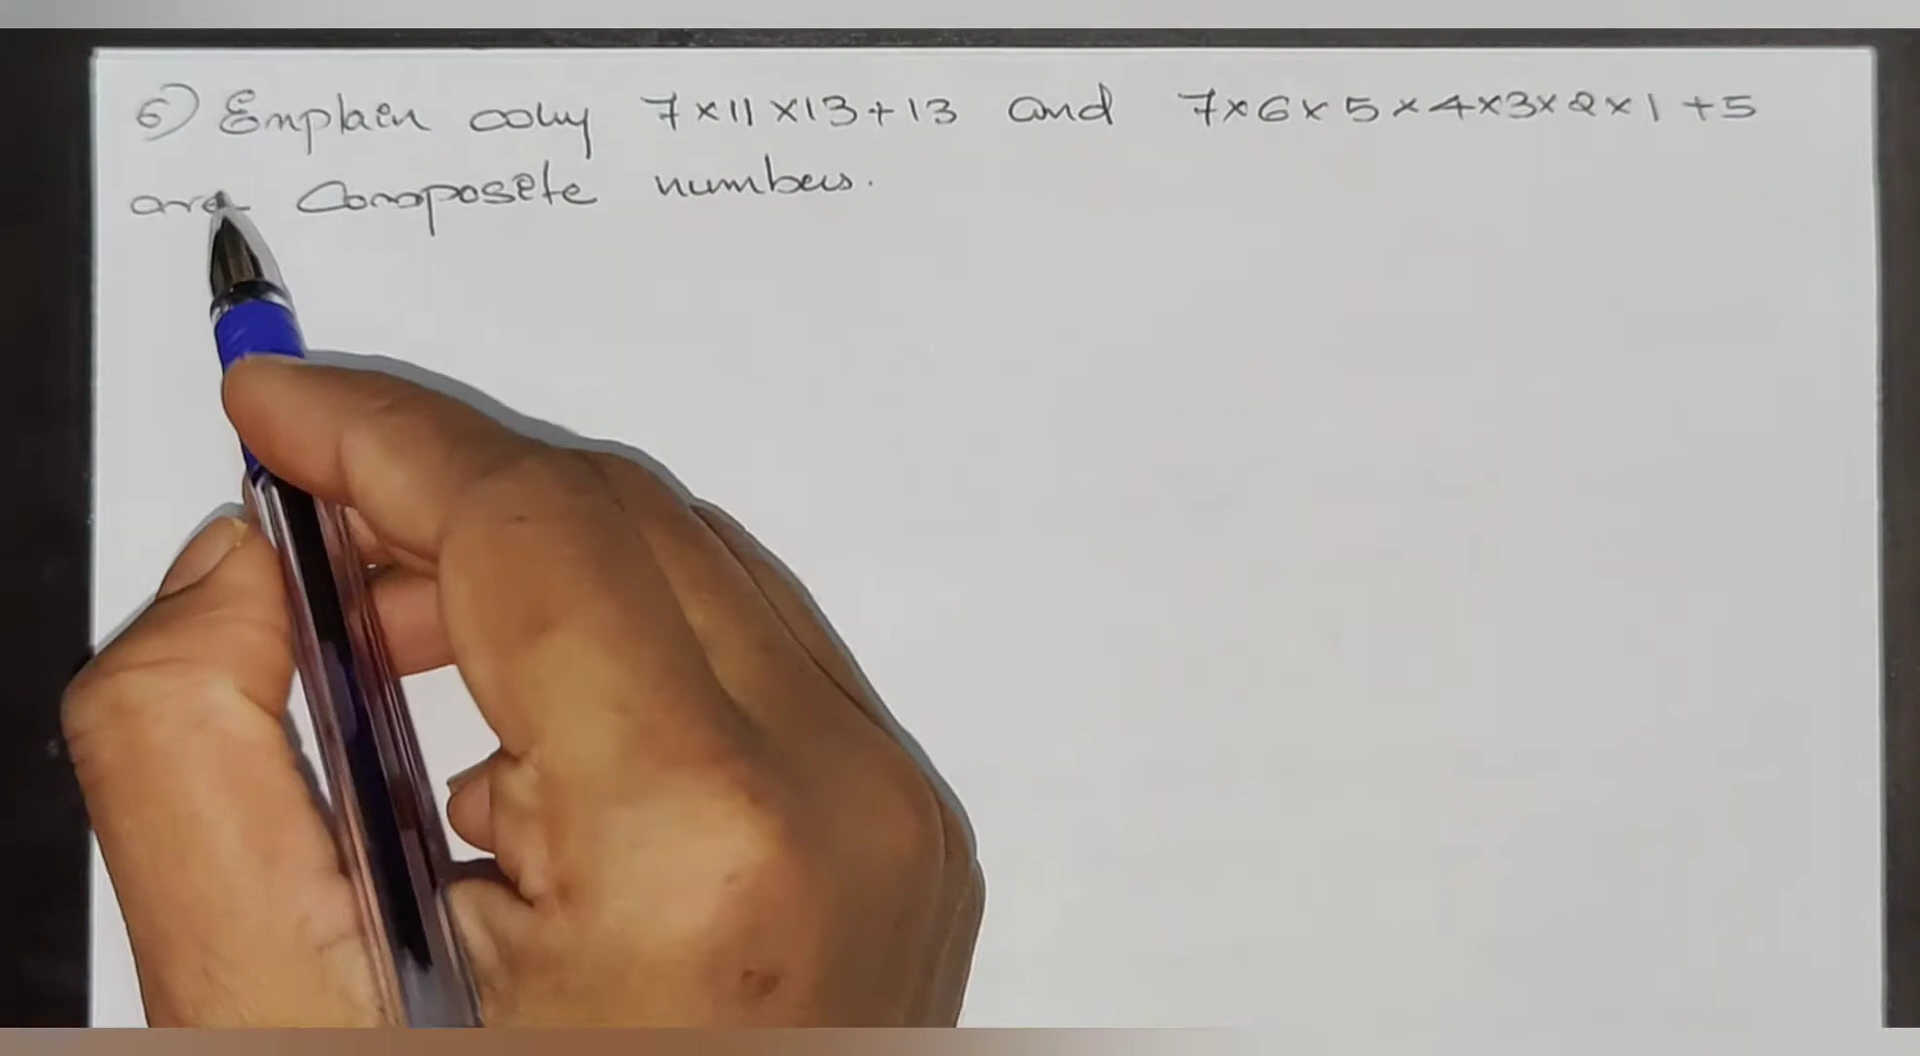 6) Explain why 7×11×13+13 and 7×6×5×4×3×2×1+5
are Composite numbers.